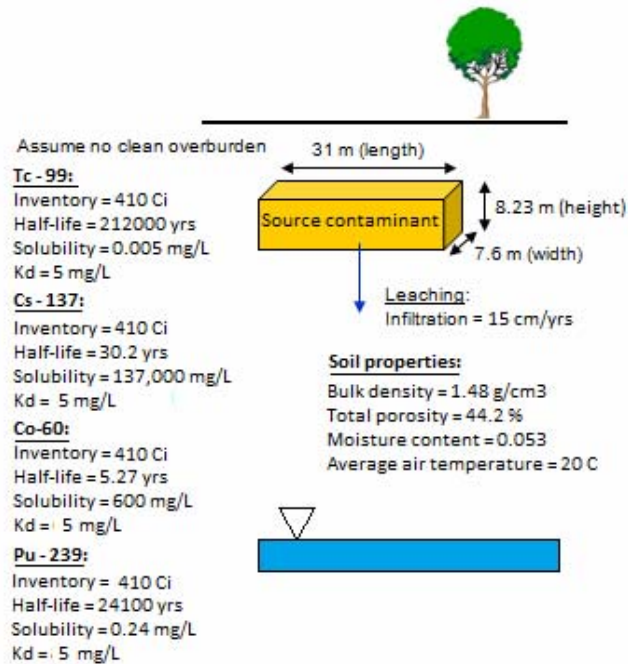 Assume no clean overburden
Tc - 99:
Inventory = 410 Ci
Half-life = 212000 yrs
Solubility = 0.005 mg/L
Kd = 5 mg/L
Cs - 137:
Inventory = 410 Ci
Half-life = 30.2 yrs
Solubility = 137,000 mg/L
Kd = 5 mg/L
Co-60:
Inventory = 410 Ci
Half-life = 5.27 yrs
Solubility = 600 mg/L
Kd = 5 mg/L
Pu - 239:
Inventory = 410 Ci
Half-life = 24100 yrs
Solubility = 0.24 mg/L
Kd = 5 mg/L
31 m (length)
Source contaminant
8.23 m (height)
7.6 m (width)
Leaching:
Infiltration = 15 cm/yrs
Soil properties:
Bulk density = 1.48 g/cm3
Total porosity = 44.2 %
Moisture content = 0.053
Average air temperature = 20 C